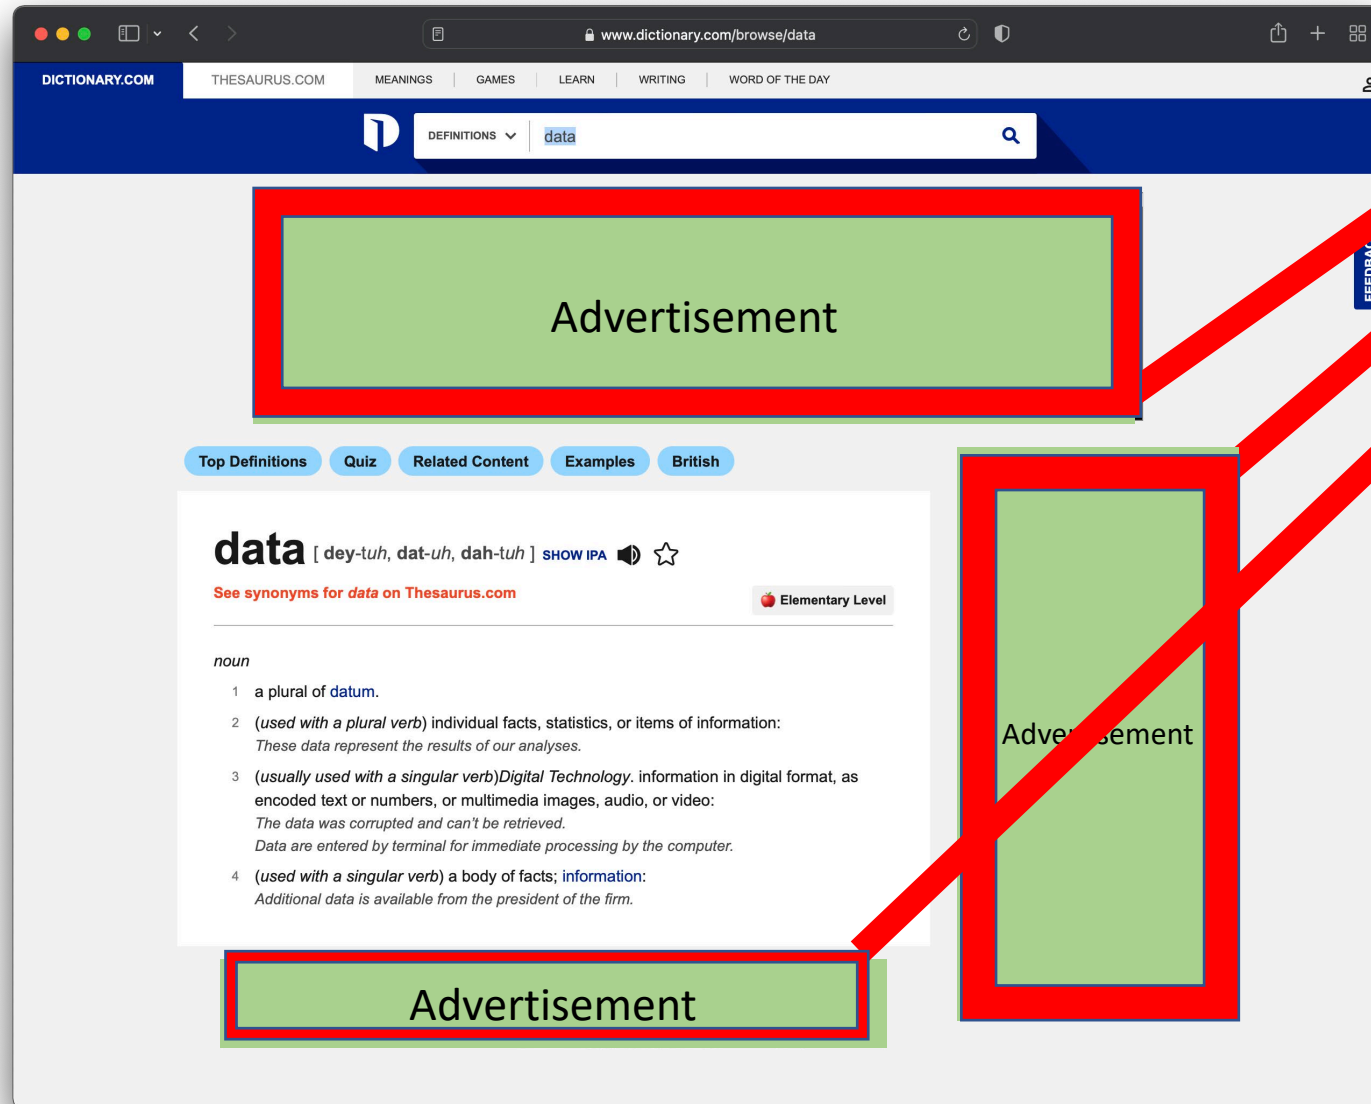 www.dictionary.com/browse/data
DICTIONARY.COM THESAURUS.COM MEANINGS GAMES LEARN WRITING WORD OF THE DAY
DEFINITIONS data
Advertisement
Top Definitions Quiz Related Content Examples British
data [ dey-tuh, dat-uh, dah-tuh ] SHOW IPA
See synonyms for data on Thesaurus.com
Elementary Level
noun
1 a plural of datum.
2 (used with a plural verb) individual facts, statistics, or items of information:
These data represent the results of our analyses.
3 (usually used with a singular verb)Digital Technology. information in digital format, as
encoded text or numbers, or multimedia images, audio, or video:
The data was corrupted and can’t be retrieved.
Data are entered by terminal for immediate processing by the computer.
4 (used with a singular verb) a body of facts; information:
Additional data is available from the president of the firm.
Advertisement
Advertisement